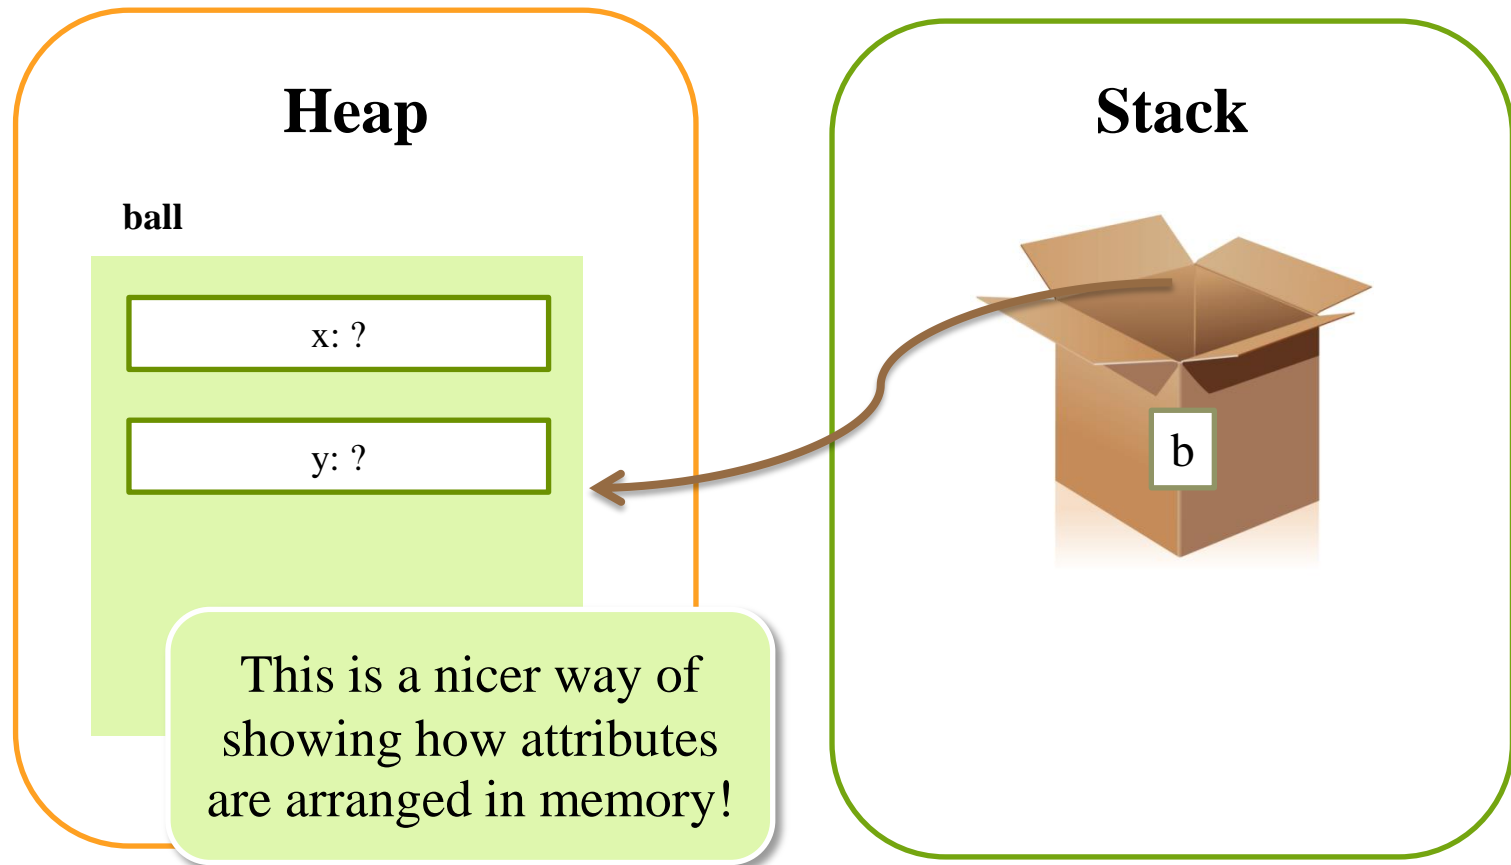 Heap
ball
x: ?
y: ?
This is a nicer way of
showing how attributes
are arranged in memory!
Stack
b